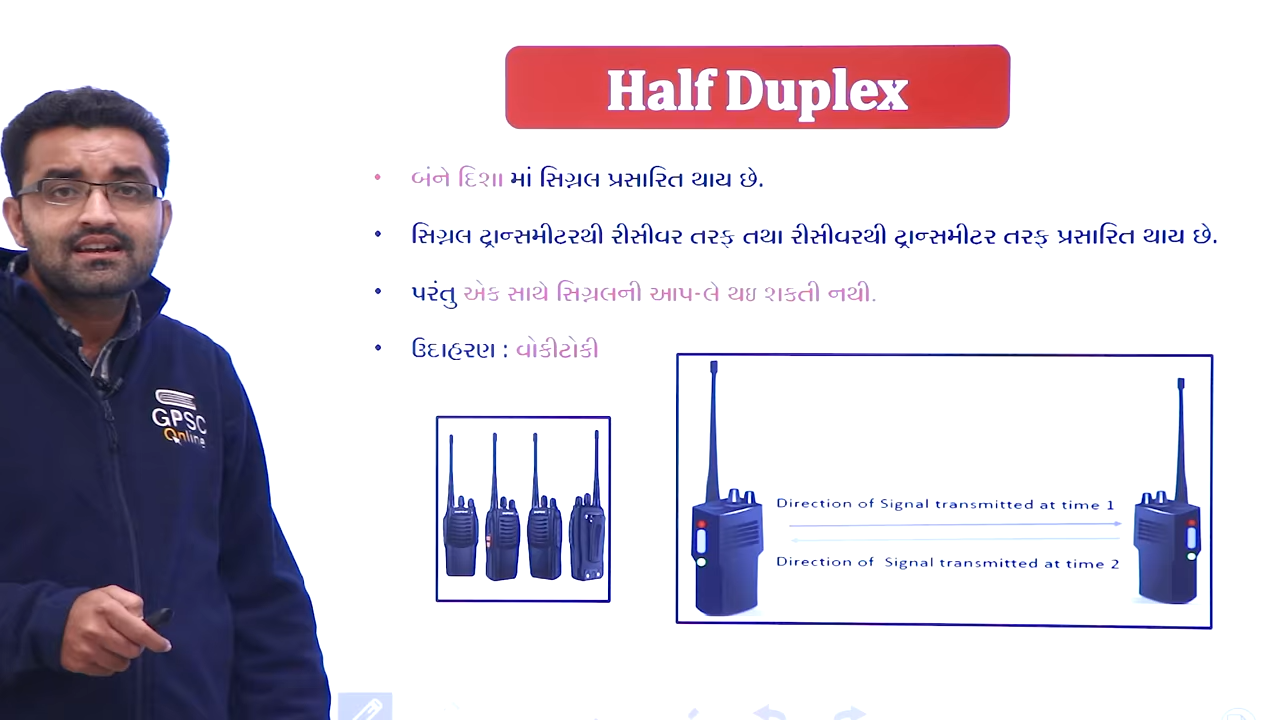 Half Duplex
• બંને દિશા માં સિગ્નલ પ્રસારિત થાય છે.
• સિગ્નલ ટ્રાન્સમીટરથી રીસીવર તરફ તથા રીસીવરથી ટ્રાન્સમીટર તરફ પ્રસારિત થાય છે.
• પરંતુ એક સાથે સિગ્નલની આપ-લે થઇ શકતી નથી.
• ઉદાહરણ : વોકીટોકી
GPSC
Online
Direction of Signal transmitted at time 1
Direction of Signal transmitted at time 2